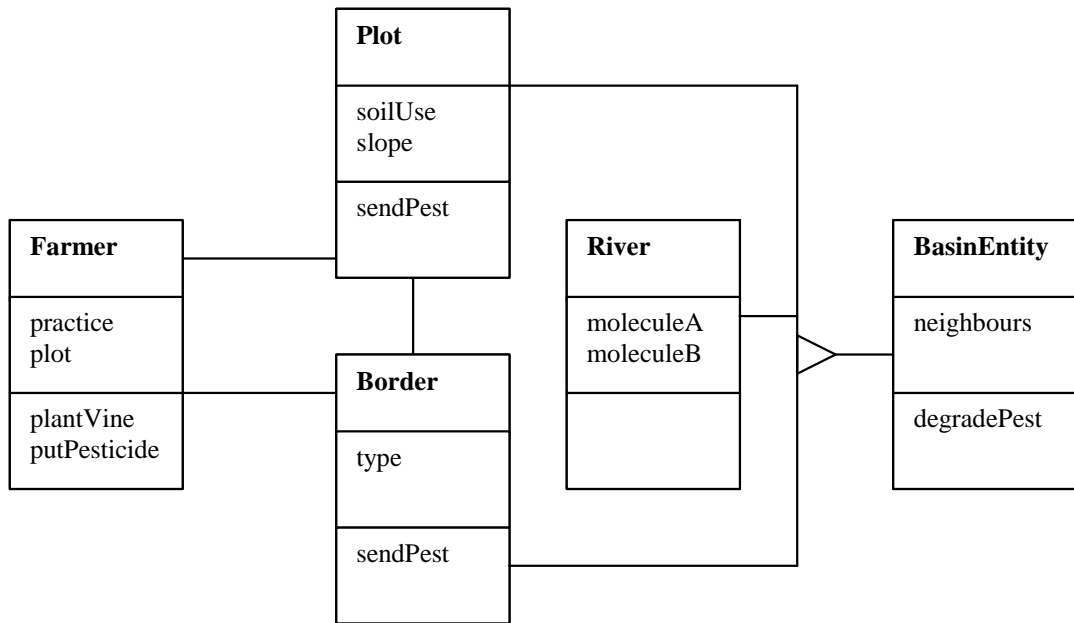 Plot
soilUse
slope
sendPest
Farmer
practice
plot
plantVine
putPesticide
Border
type
sendPest
River
moleculeA
moleculeB
BasinEntity
neighbours
degradePest